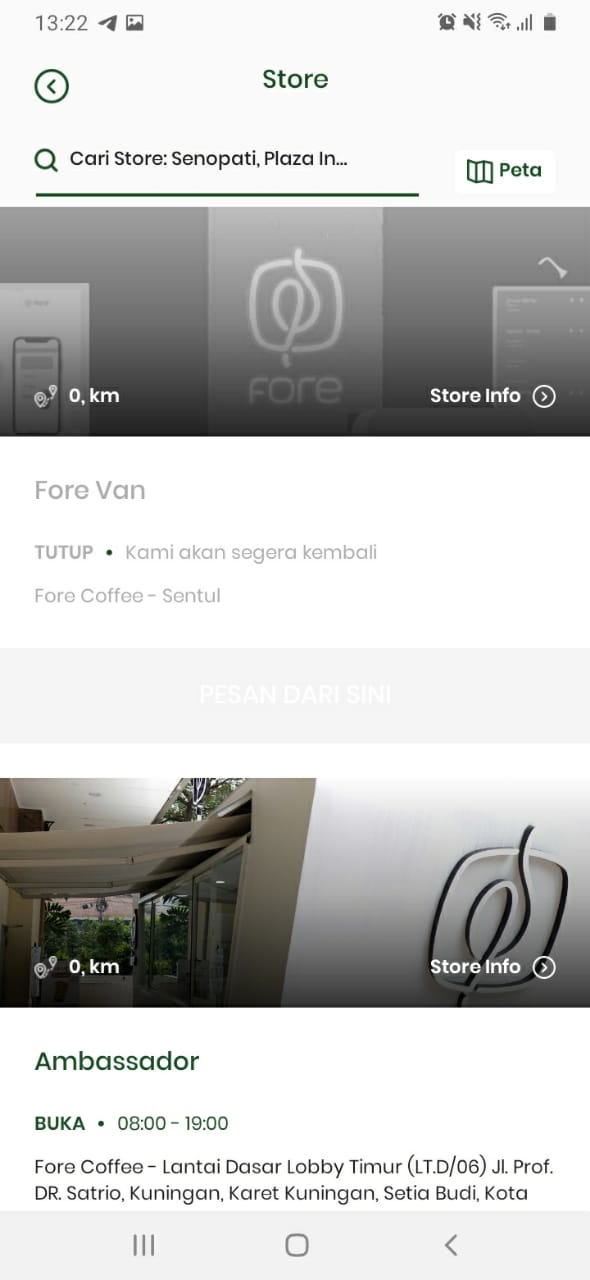 13:22
Store
Cari Store: Senopati, Plaza In...
Peta
fore
0, km
Store Info
Fore Van
TUTUP • Kami akan segera kembali
Fore Coffee - Sentul
PESAN DARI SINI
0, km
Store Info
Ambassador
BUKA • 08:00 - 19:00
Fore Coffee - Lantai Dasar Lobby Timur (LT.D/06) Jl. Prof.
DR. Satrio, Kuningan, Karet Kuningan, Setia Budi, Kota